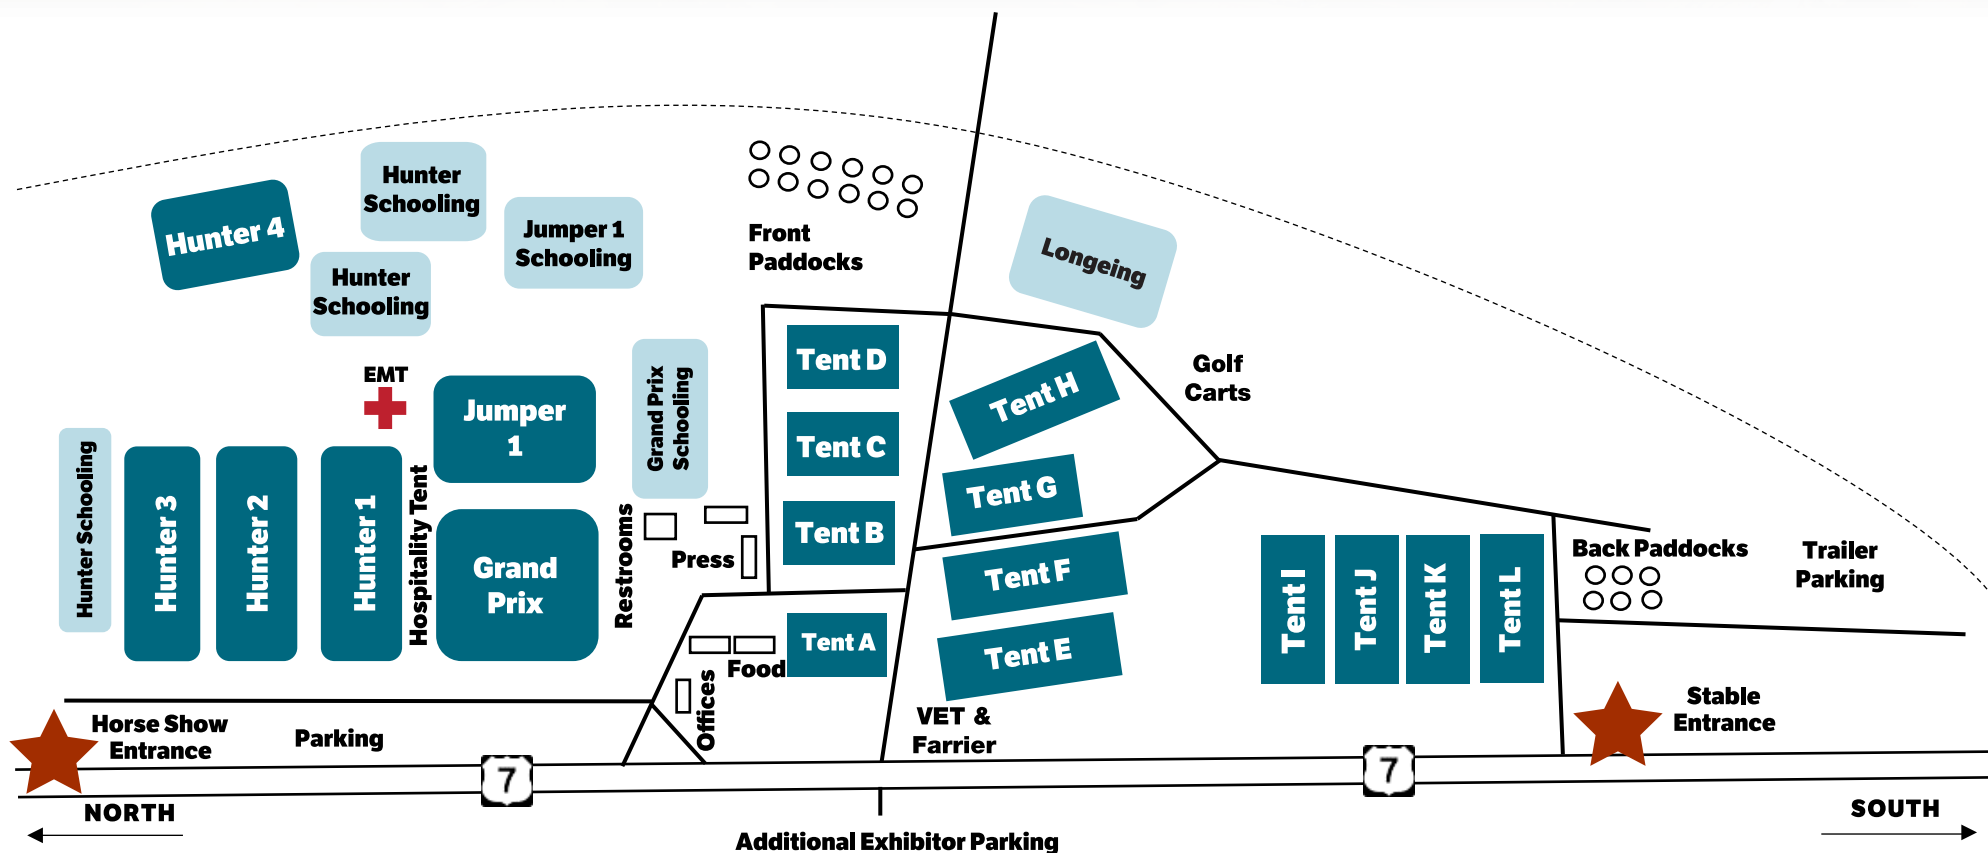 Hunter
Schooling
Hunter 4
Jumper 1
Schooling
Hunter
Schooling
Front
Paddocks
Longeing
EMT
Jumper
1
Grand Prix
Schooling
Tent D
Tent C
Tent B
Tent H
Tent G
Golf
Carts
Hunter Schooling
Hunter 3
Hunter 2
Hunter 1
Hospitality Tent
Grand
Prix
Restrooms
Press
Tent F
Tent E
Tent I
Tent J
Tent K
Tent L
Back Paddocks
Trailer
Parking
Tent A
Food
Offices
VET &
Farrier
Stable
Entrance
Horse Show
Entrance
Parking
7
7
NORTH
SOUTH
Additional Exhibitor Parking